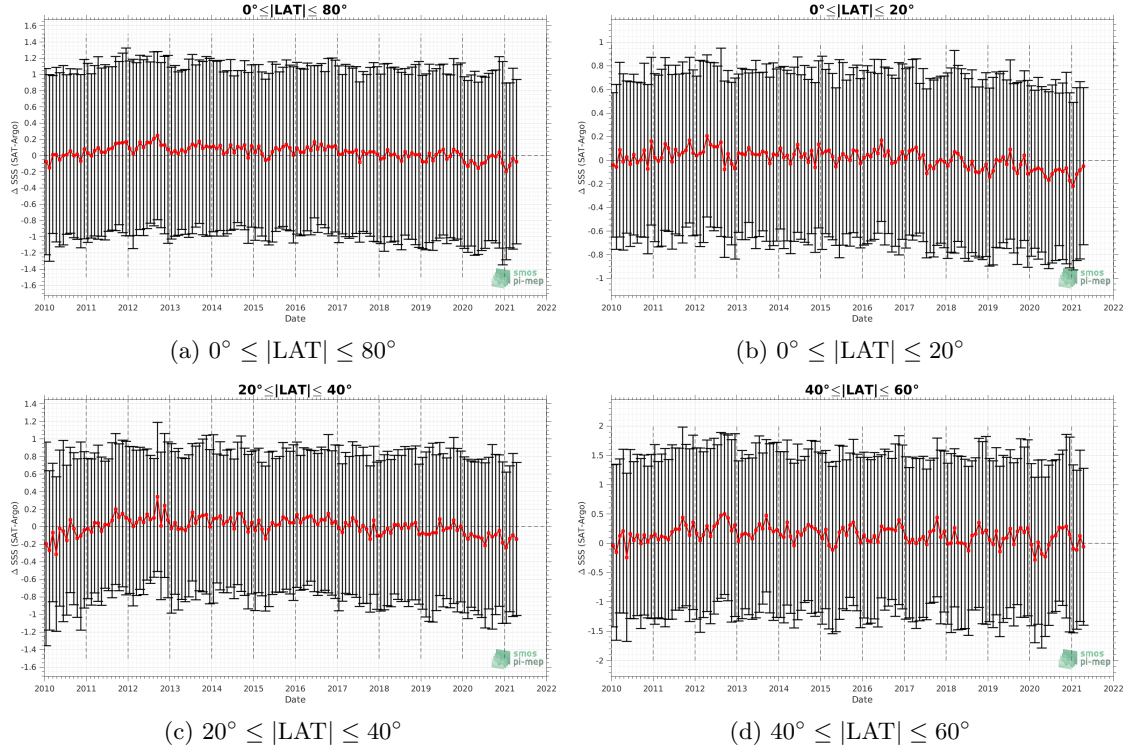 0°≤|LAT|≤ 80°
1.6
1.4
1.2
1
0.8
0.6
0.4
0.2
0
-0.2
-0.4
-0.6
-0.8
-1
-1.2
-1.4
-1.6
Δ SSS (SAT-Argo)
2010 2011 2012 2013 2014 2015 2016 2017 2018 2019 2020 2021 2022
Date
smos
pi-mep
(a) 0° ≤ |LAT| ≤ 80°
0°≤|LAT|≤ 20°
1
0.8
0.6
0.4
0.2
0
-0.2
-0.4
-0.6
-0.8
-1
Δ SSS (SAT-Argo)
2010 2011 2012 2013 2014 2015 2016 2017 2018 2019 2020 2021 2022
Date
smos
pi-mep
(b) 0° ≤ |LAT| ≤ 20°
20°≤|LAT|≤ 40°
1.4
1.2
1
0.8
0.6
0.4
0.2
0
-0.2
-0.4
-0.6
-0.8
-1
-1.2
-1.4
-1.6
Δ SSS (SAT-Argo)
2010 2011 2012 2013 2014 2015 2016 2017 2018 2019 2020 2021 2022
Date
smos
pi-mep
(c) 20° ≤ |LAT| ≤ 40°
40°≤|LAT|≤ 60°
2
1.5
1
0.5
0
-0.5
-1
-1.5
-2
Δ SSS (SAT-Argo)
2010 2011 2012 2013 2014 2015 2016 2017 2018 2019 2020 2021 2022
Date
smos
pi-mep
(d) 40° ≤ |LAT| ≤ 60°